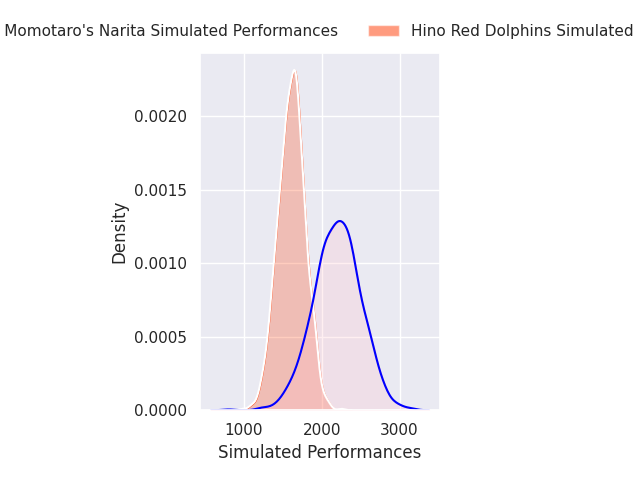 Momotaro's Narita Simulated Performances
Hino Red Dolphins Simulated
0.0020
0.0015
0.0010
0.0005
0.0000
Density
1000 2000 3000
Simulated Performances